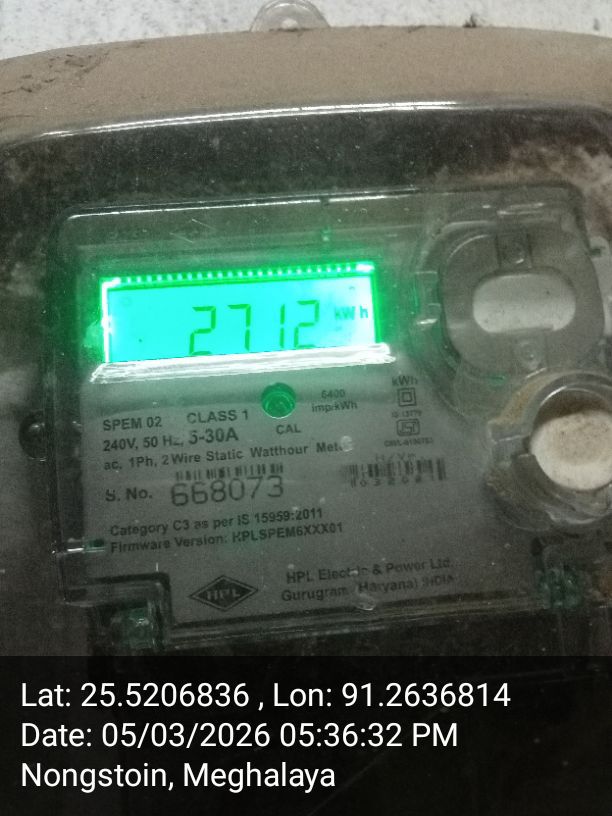 2712 kWh
6400
imp/kWh
kWh
CAL
SPEM 02 CLASS 1
240V, 50 Hz, 5-30A
ac, 1Ph, 2 Wire Static Watthour Meter
S. No.
668073
Category C3 as per IS 15959:2011
Firmware Version: HPLSPEM6XXX01
HPL
HPL Electric & Power Ltd.
Gurugram (Haryana) INDIA
Lat: 25.5206836 , Lon: 91.2636814
Date: 05/03/2026 05:36:32 PM
Nongstoin, Meghalaya